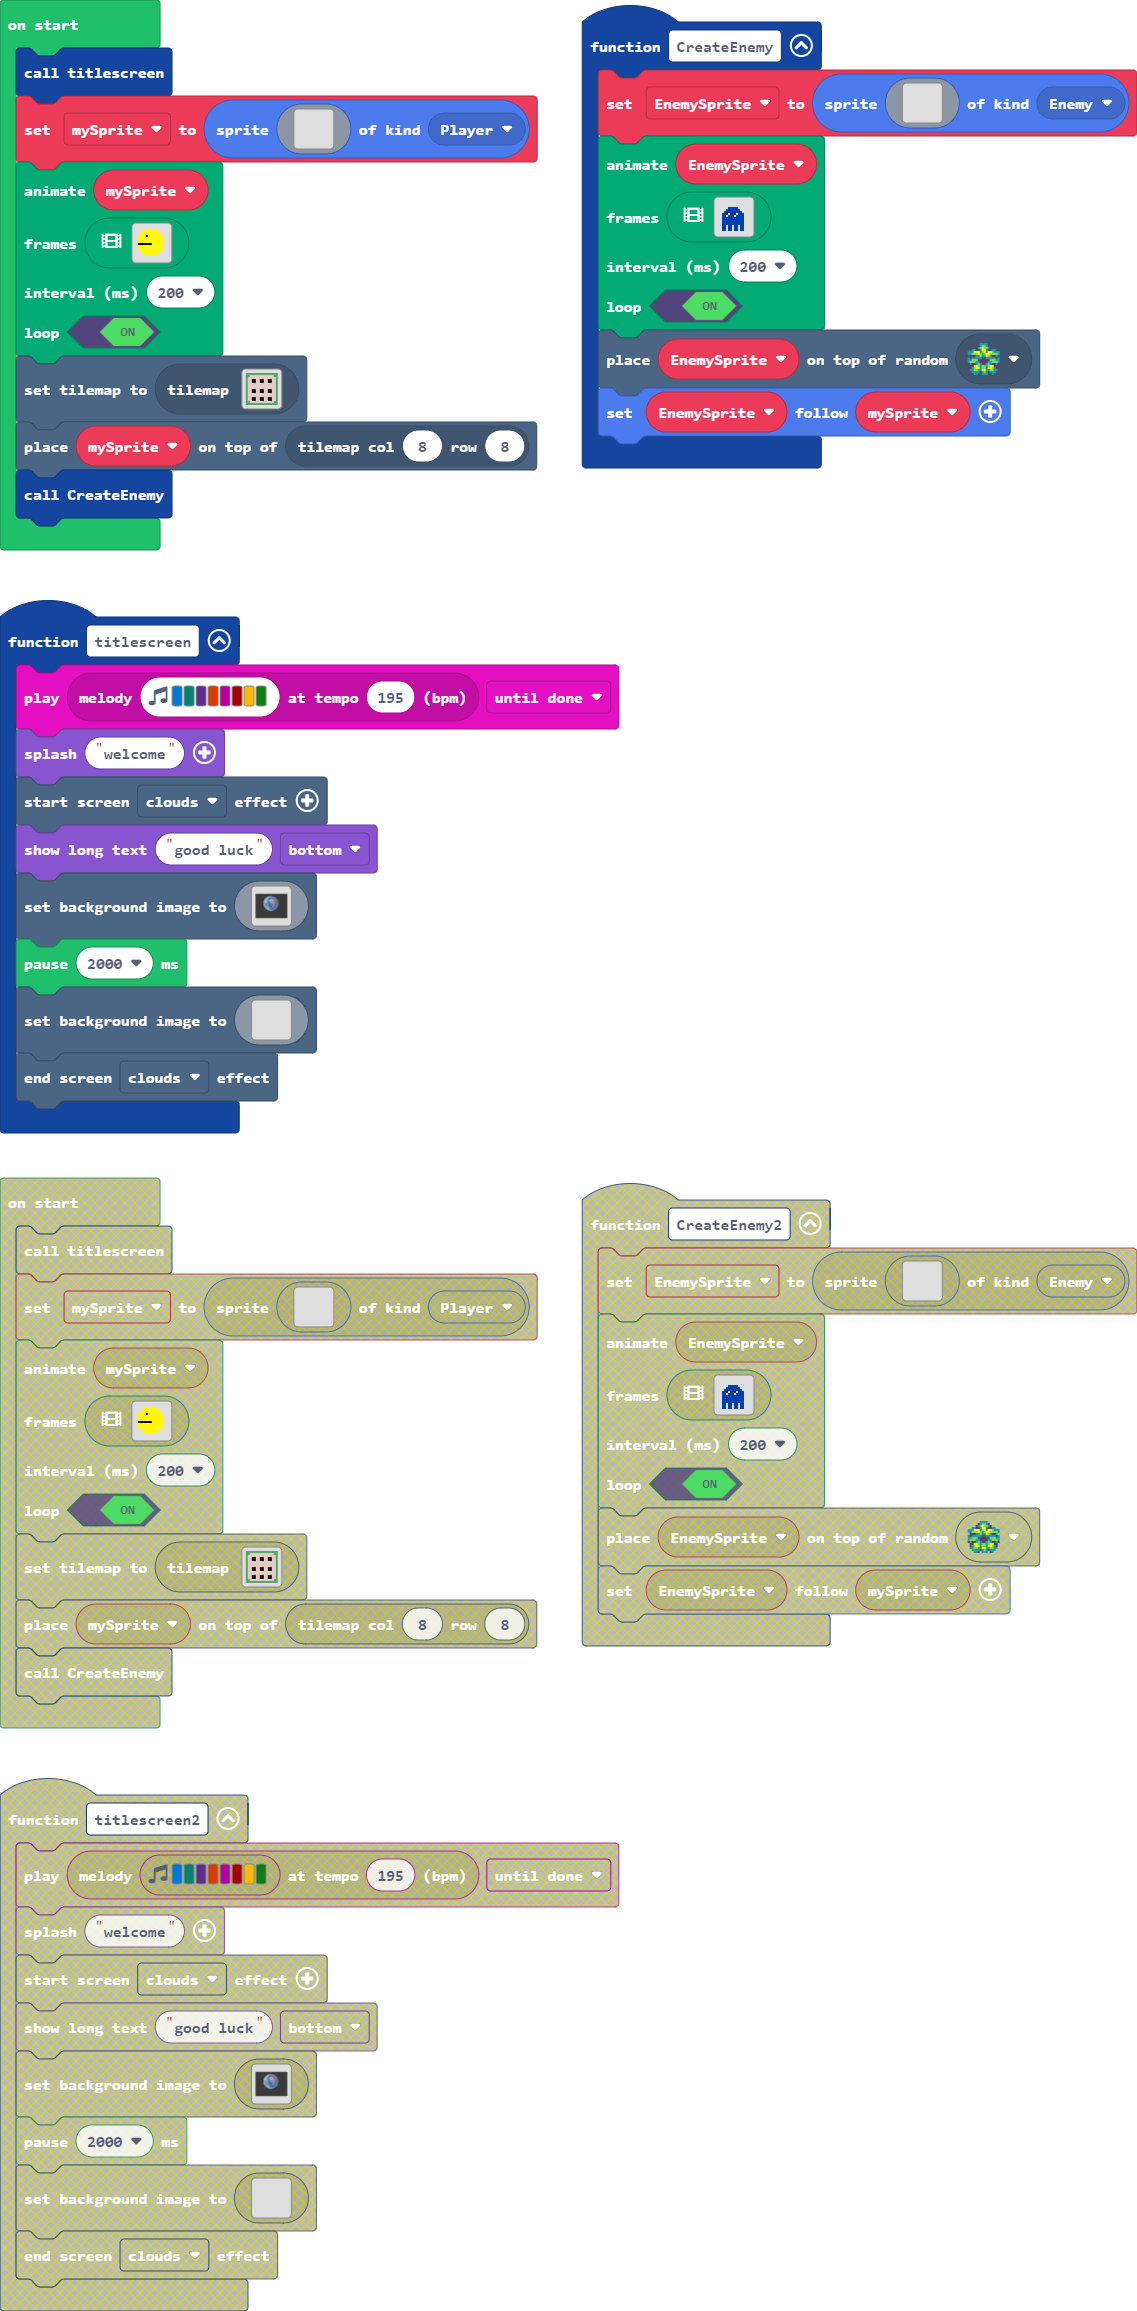 on start
call titlescreen
set mySprite to sprite of kind Player
animate mySprite
frames
interval (ms) 200
loop ON
set tilemap to tilemap
place mySprite on top of tilemap col 8 row 8
call CreateEnemy
function CreateEnemy
set EnemySprite to sprite of kind Enemy
animate EnemySprite
frames
interval (ms) 200
loop ON
place EnemySprite on top of random
set EnemySprite follow mySprite
function titlescreen
play melody at tempo 195 (bpm) until done
splash "welcome"
start screen clouds effect
show long text "good luck" bottom
set background image to
pause 2000 ms
set background image to
end screen clouds effect
on start
call titlescreen
set mySprite to sprite of kind Player
animate mySprite
frames
interval (ms) 200
loop ON
set tilemap to tilemap
place mySprite on top of tilemap col 8 row 8
call CreateEnemy
function CreateEnemy2
set EnemySprite to sprite of kind Enemy
animate EnemySprite
frames
interval (ms) 200
loop ON
place EnemySprite on top of random
set EnemySprite follow mySprite
function titlescreen2
play melody at tempo 195 (bpm) until done
splash "welcome"
start screen clouds effect
show long text "good luck" bottom
set background image to
pause 2000 ms
set background image to
end screen clouds effect